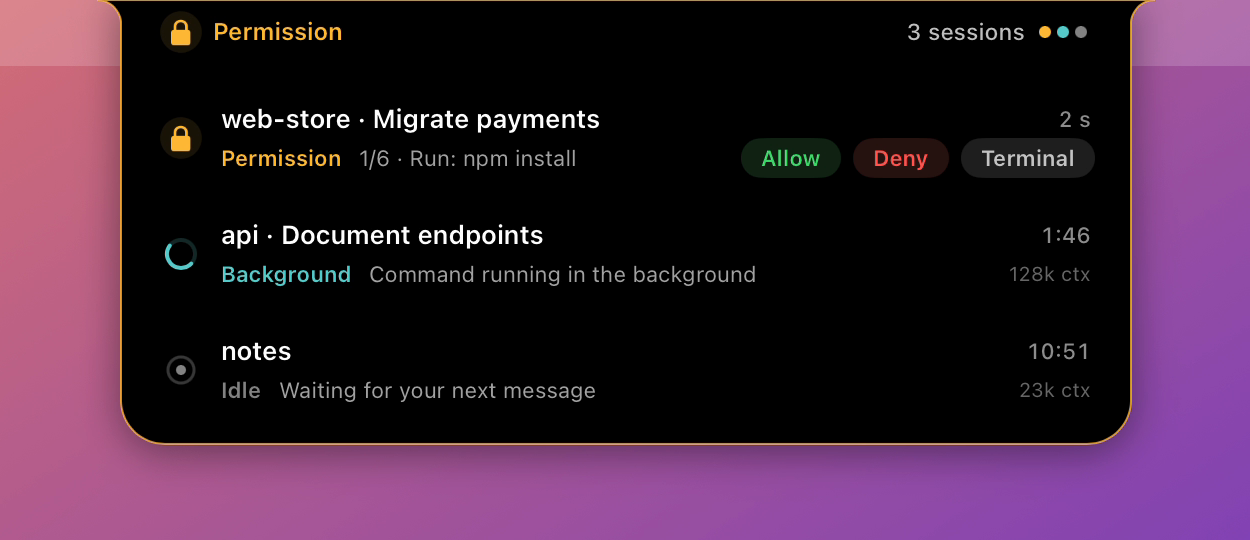 Permission 3 sessions
web-store · Migrate payments 2 s
Permission 1/6 · Run: npm install Allow Deny Terminal
api · Document endpoints 1:46
Background Command running in the background 128k ctx
notes 10:51
Idle Waiting for your next message 23k ctx